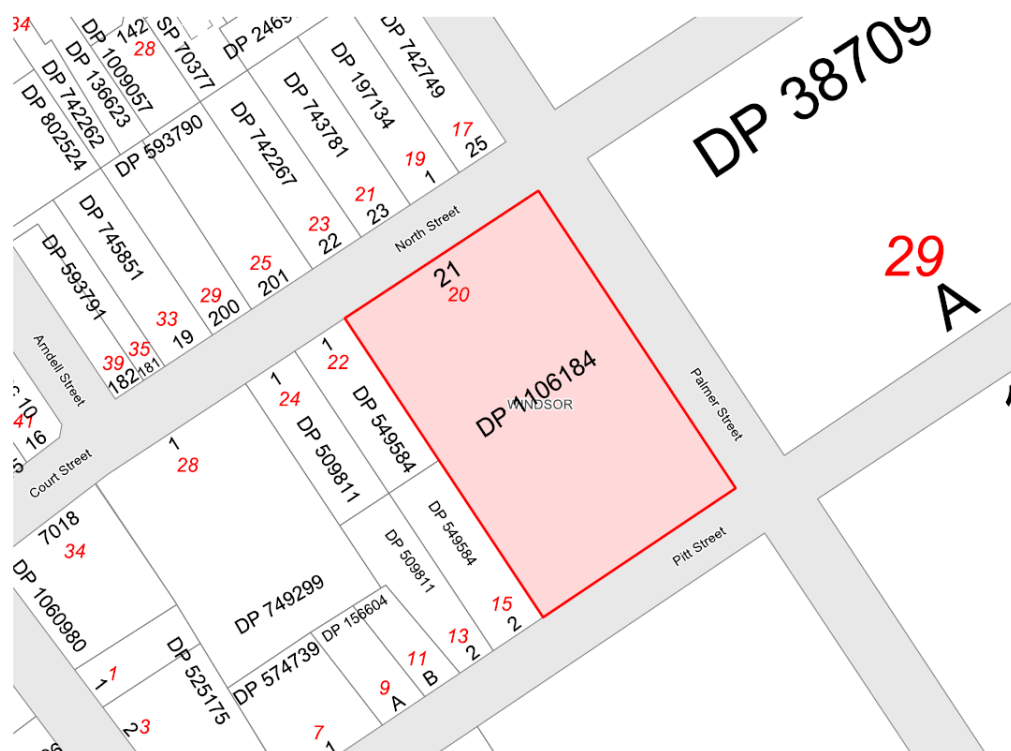 34
142
28
DP 1009057
SP 70377
DP 136623
DP 742262
DP 802524
DP 593790
DP 742267
DP 743781
DP 197134
DP 742749
DP 38709
17
25
19
1
21
23
23
22
25
201
29
200
33
19
35
181
39
182
DP 745851
DP 593791
North Street
Arndell Street
Court Street
10
41
16
21
20
29
A
DP 1106184
WINDSOR
Palmer Street
Pitt Street
1
22
1
24
DP 549584
DP 509811
1
28
7018
34
DP 1060980
DP 749299
DP 509811
DP 549584
15
2
13
2
DP 156604
11
B
9
A
DP 574739
7
1
DP 525175
1
1
2
3